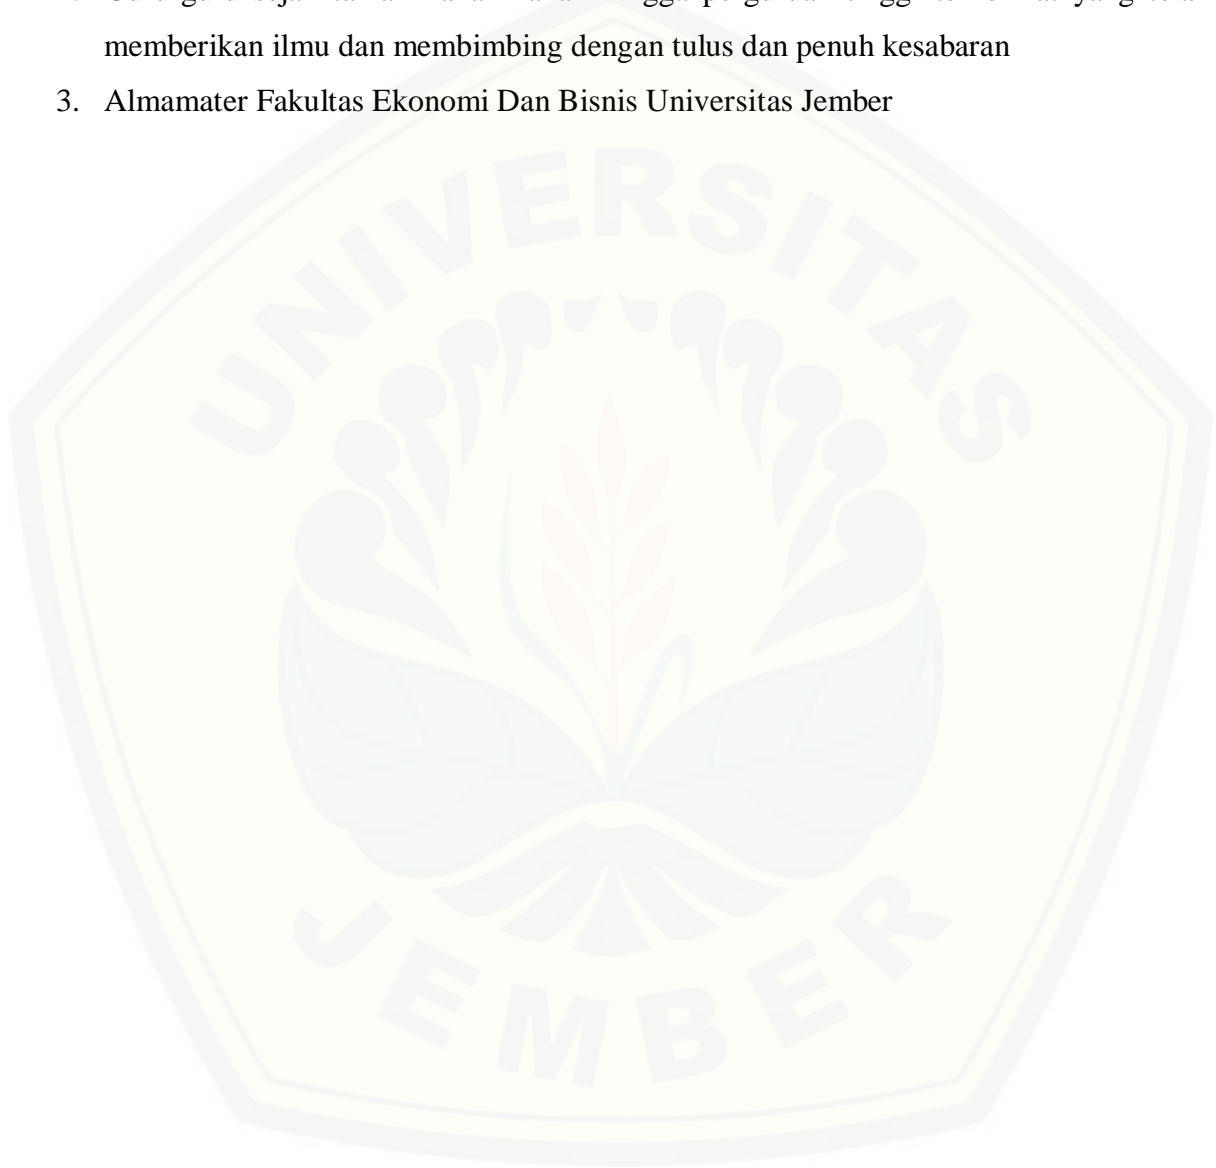 memberikan ilmu dan membimbing dengan tulus dan penuh kesabaran
3. Almamater Fakultas Ekonomi Dan Bisnis Universitas Jember
UNIVERSITAS
JEMBER